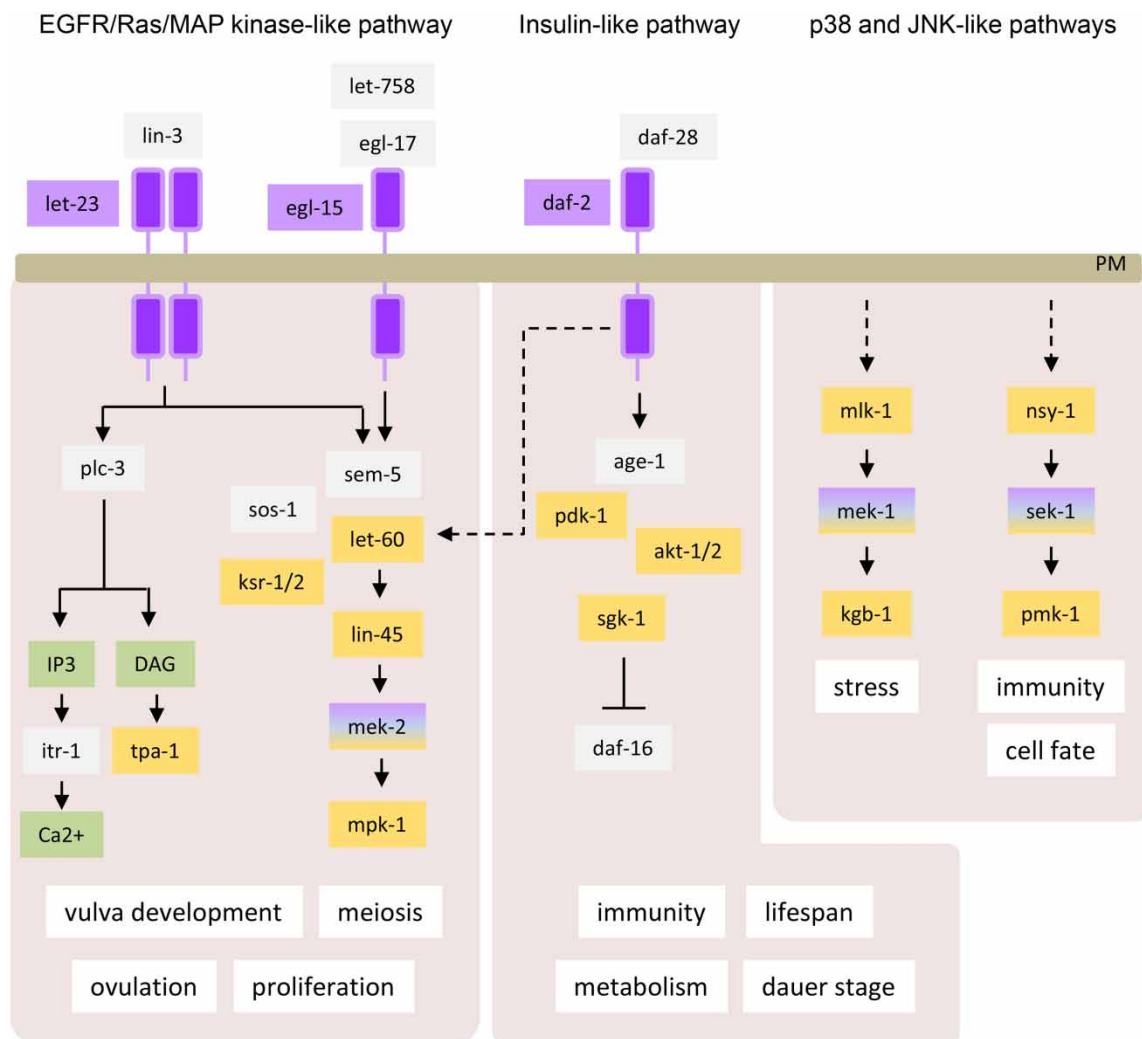 EGFR/Ras/MAP kinase-like pathway
Insulin-like pathway
p38 and JNK-like pathways
let-758
lin-3
egl-17
daf-28
let-23
egl-15
daf-2
PM
mlk-1
nsy-1
plc-3
sem-5
age-1
sos-1
pdk-1
mek-1
sek-1
let-60
akt-1/2
ksr-1/2
lin-45
sgk-1
kgb-1
pmk-1
IP3
DAG
stress
immunity
mek-2
itr-1
tpa-1
daf-16
cell fate
mpk-1
Ca2+
vulva development
meiosis
immunity
lifespan
ovulation
proliferation
metabolism
dauer stage